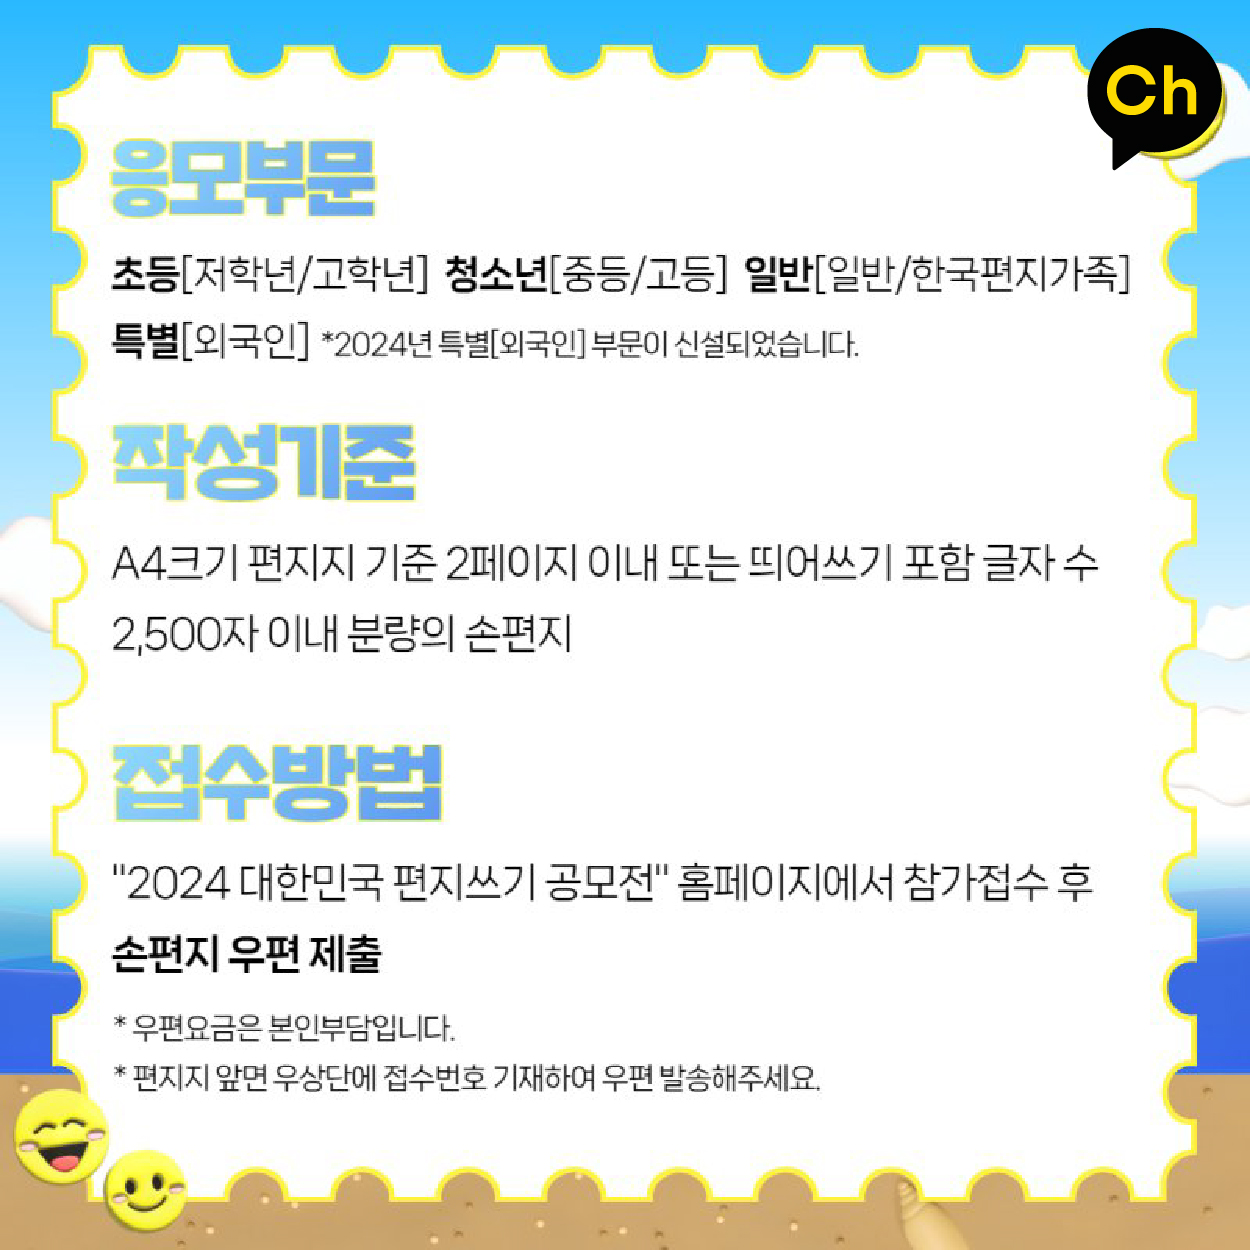 Ch
응모부문
초등[저학년/고학년] 청소년[중등/고등] 일반[일반/한국편지가족]
특별[외국인] *2024년 특별[외국인] 부문이 신설되었습니다.
작성기준
A4크기 편지지 기준 2페이지 이내 또는 띄어쓰기 포함 글자 수
2,500자 이내 분량의 손편지
접수방법
"2024 대한민국 편지쓰기 공모전" 홈페이지에서 참가접수 후
손편지 우편 제출
* 우편요금은 본인부담입니다.
* 편지지 앞면 우상단에 접수번호 기재하여 우편 발송해주세요.